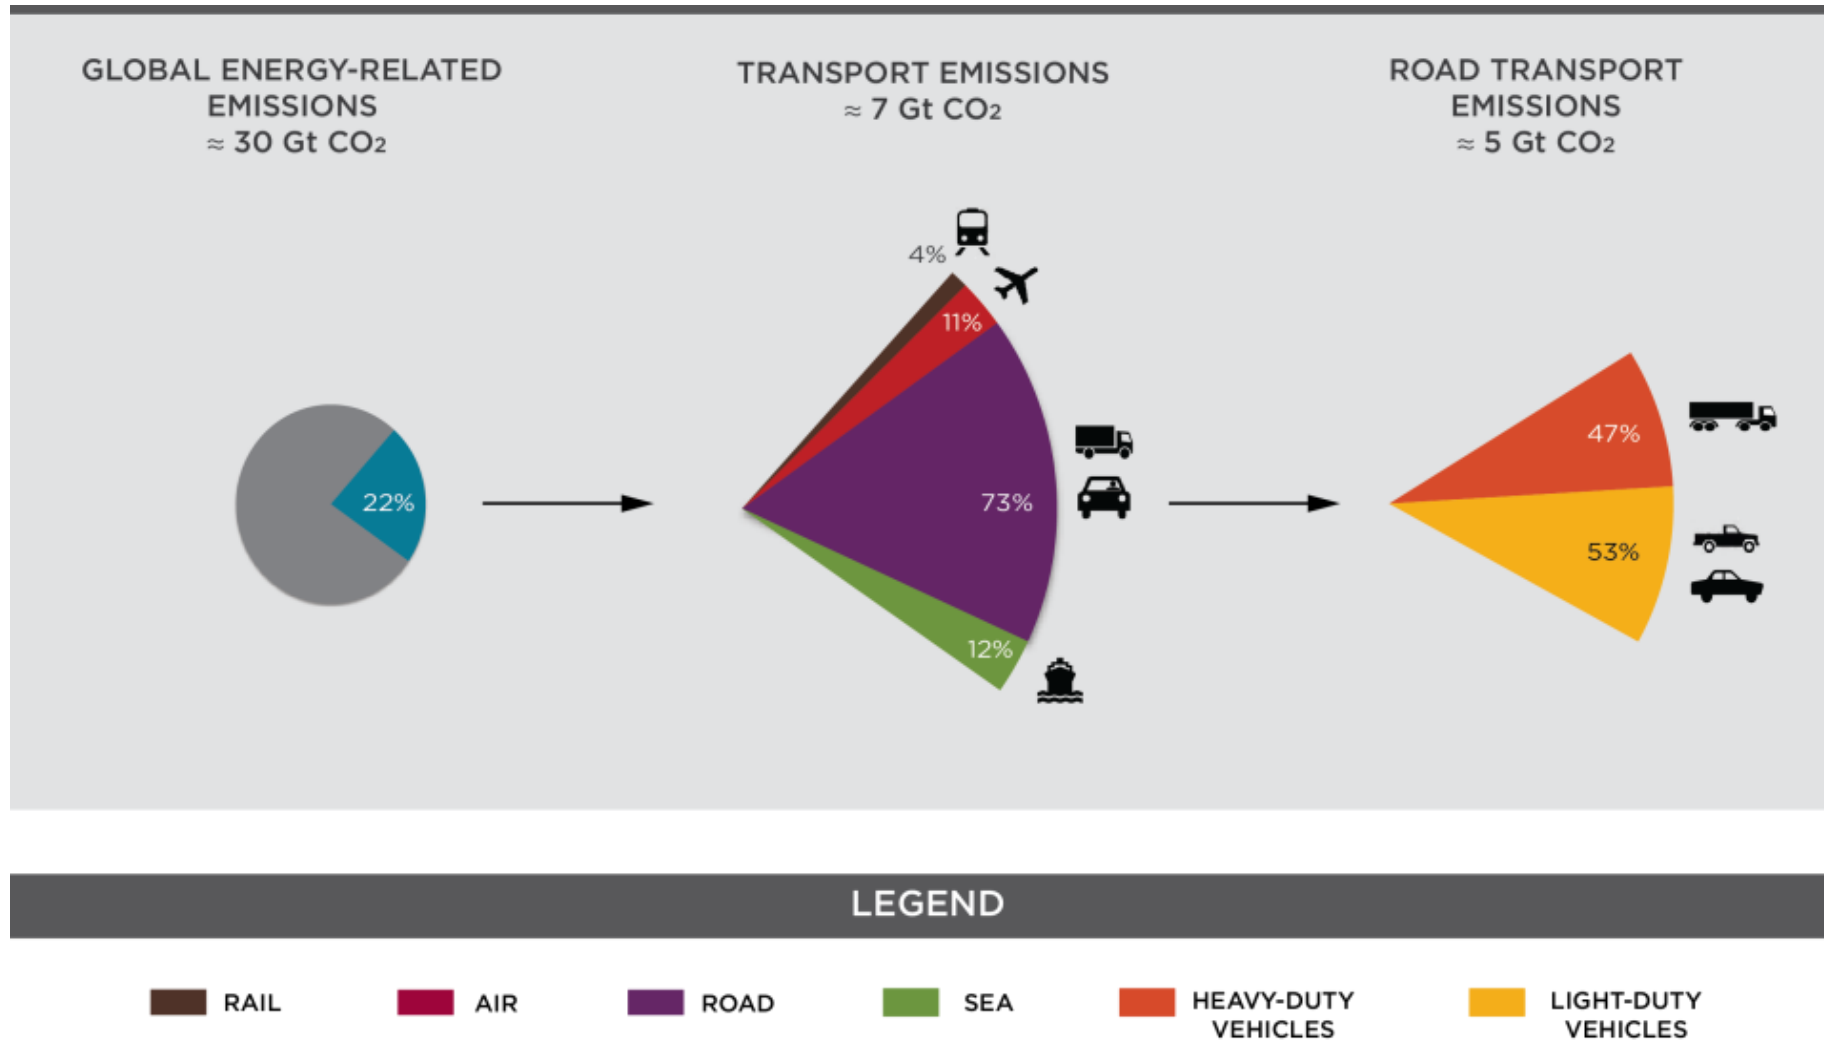 GLOBAL ENERGY-RELATED
EMISSIONS
≈ 30 Gt CO₂
TRANSPORT EMISSIONS
≈ 7 Gt CO₂
ROAD TRANSPORT
EMISSIONS
≈ 5 Gt CO₂
22%
4%
11%
73%
12%
47%
53%
LEGEND
RAIL
AIR
ROAD
SEA
HEAVY-DUTY
VEHICLES
LIGHT-DUTY
VEHICLES